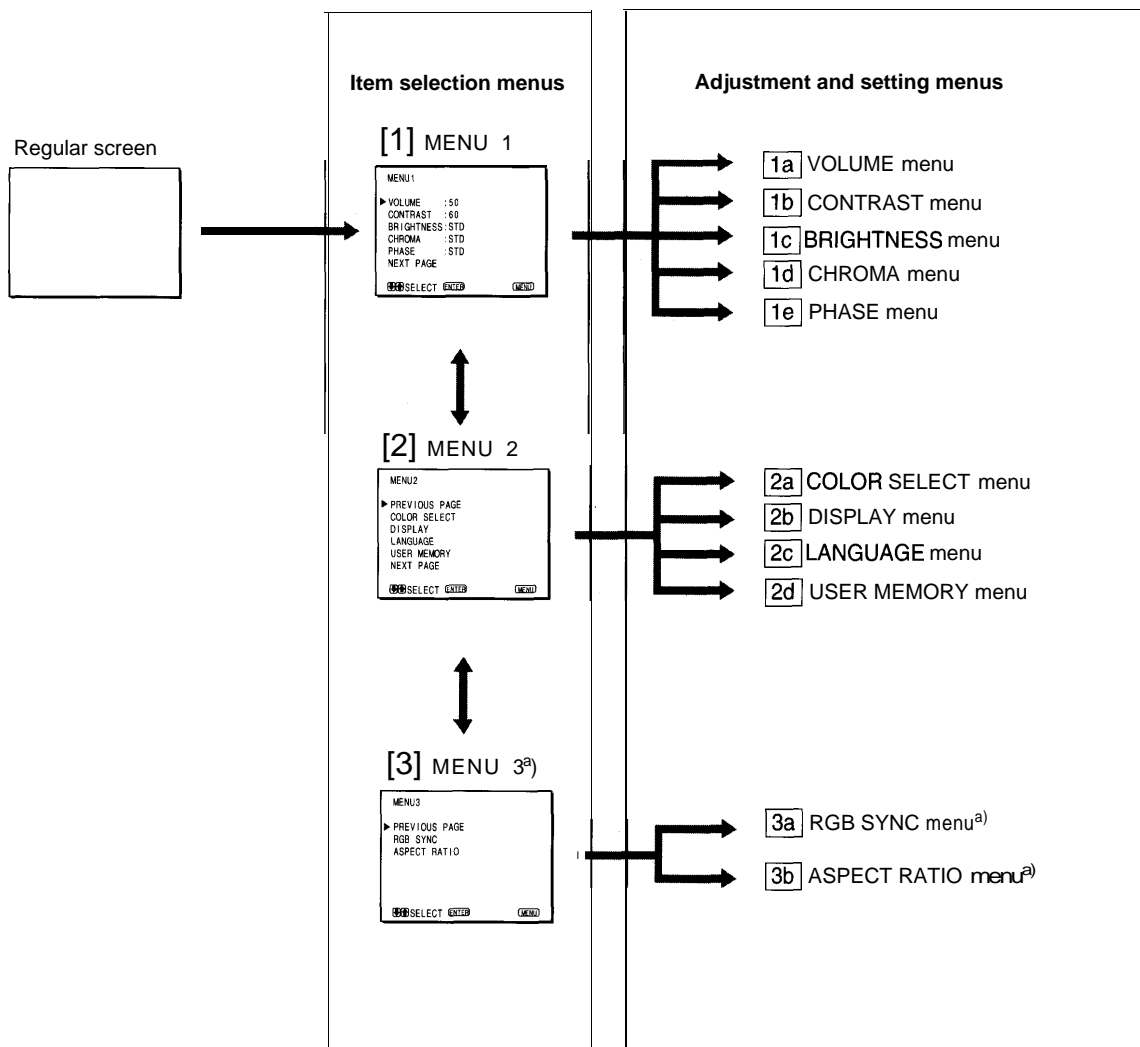 Item selection menus
Adjustment and setting menus
Regular screen
[1] MENU 1
MENU1
▶VOLUME :50
CONTRAST :60
BRIGHTNESS:STD
CHROMA :STD
PHASE :STD
NEXT PAGE
SELECT ENTER MENU
1a VOLUME menu
1b CONTRAST menu
1c BRIGHTNESS menu
1d CHROMA menu
1e PHASE menu
[2] MENU 2
MENU2
▶PREVIOUS PAGE
COLOR SELECT
DISPLAY
LANGUAGE
USER MEMORY
NEXT PAGE
SELECT ENTER MENU
2a COLOR SELECT menu
2b DISPLAY menu
2c LANGUAGE menu
2d USER MEMORY menu
[3] MENU 3a)
MENU3
▶PREVIOUS PAGE
RGB SYNC
ASPECT RATIO
SELECT ENTER MENU
3a RGB SYNC menua)
3b ASPECT RATIO menua)